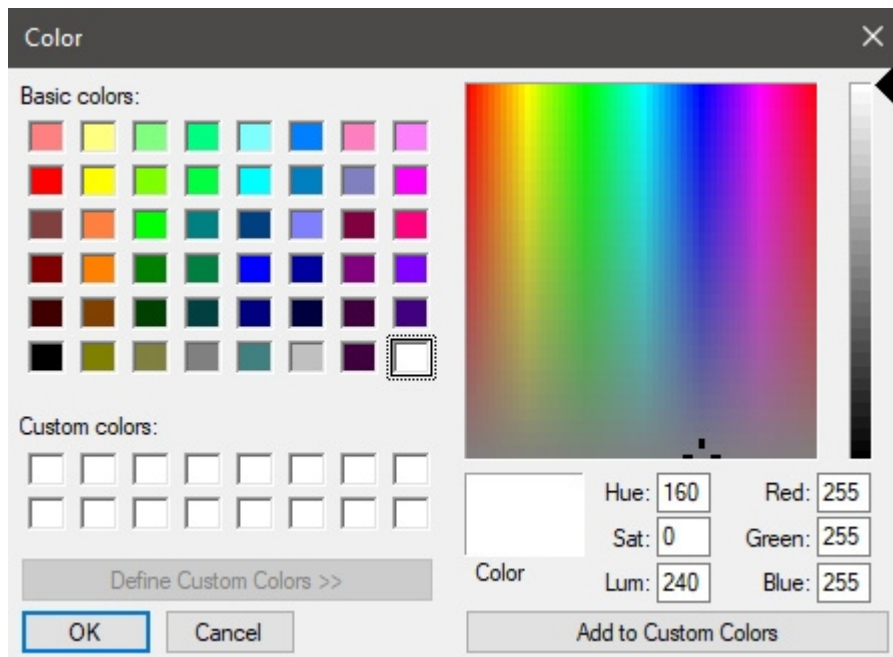 Color
Basic colors:
Custom colors:
Define Custom Colors >>
OK Cancel
Color
Hue: 160 Red: 255
Sat: 0 Green: 255
Lum: 240 Blue: 255
Add to Custom Colors